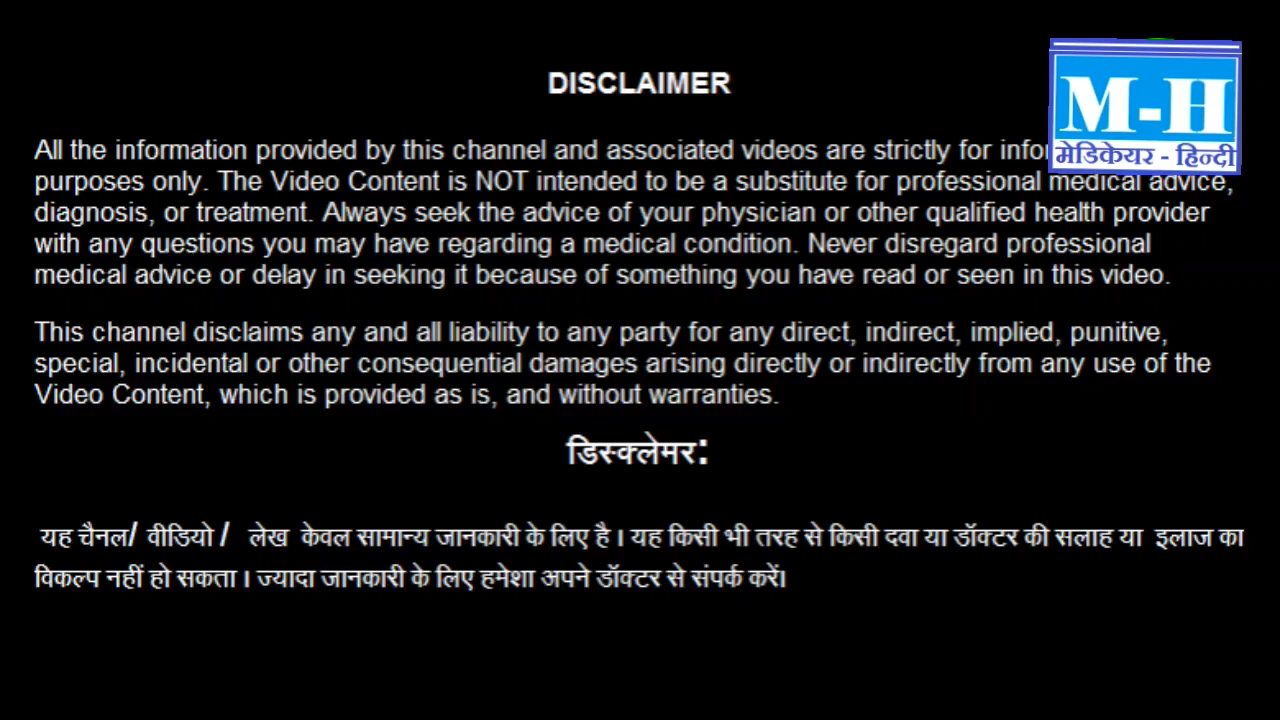 DISCLAIMER
M-H
मेडिकेयर - हिन्दी
All the information provided by this channel and associated videos are strictly for
purposes only. The Video Content is NOT intended to be a substitute for professional medical advice,
diagnosis, or treatment. Always seek the advice of your physician or other qualified health provider
with any questions you may have regarding a medical condition. Never disregard professional
medical advice or delay in seeking it because of something you have read or seen in this video.
This channel disclaims any and all liability to any party for any direct, indirect, implied, punitive,
special, incidental or other consequential damages arising directly or indirectly from any use of the
Video Content, which is provided as is, and without warranties.
डिस्क्लेमर:
यह चैनल/ वीडियो / लेख केवल सामान्य जानकारी के लिए है । यह किसी भी तरह से किसी दवा या डॉक्टर की सलाह या इलाज का
विकल्प नहीं हो सकता । ज्यादा जानकारी के लिए हमेशा अपने डॉक्टर से संपर्क करें।